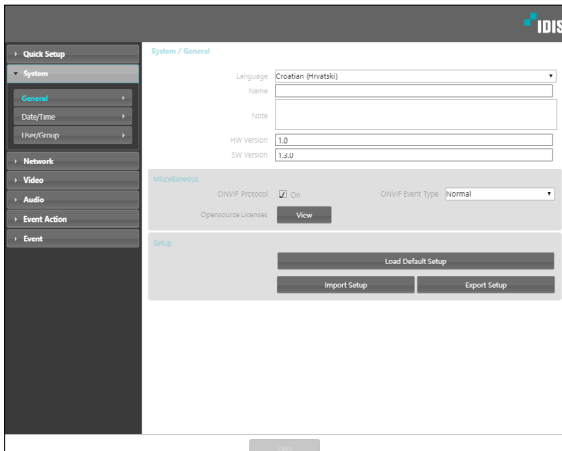 IDIS
Quick Setup
System
General
Date/Time
User/Group
Network
Video
Audio
Event Action
Event
System / General
Language Croatian (Hrvatski)
Name
Note
HW Version 1.0
SW Version 1.3.0
Miscellaneous
ONVIF Protocol On ONVIF Event Type Normal
Opensource Licenses View
Setup
Load Default Setup
Import Setup Export Setup